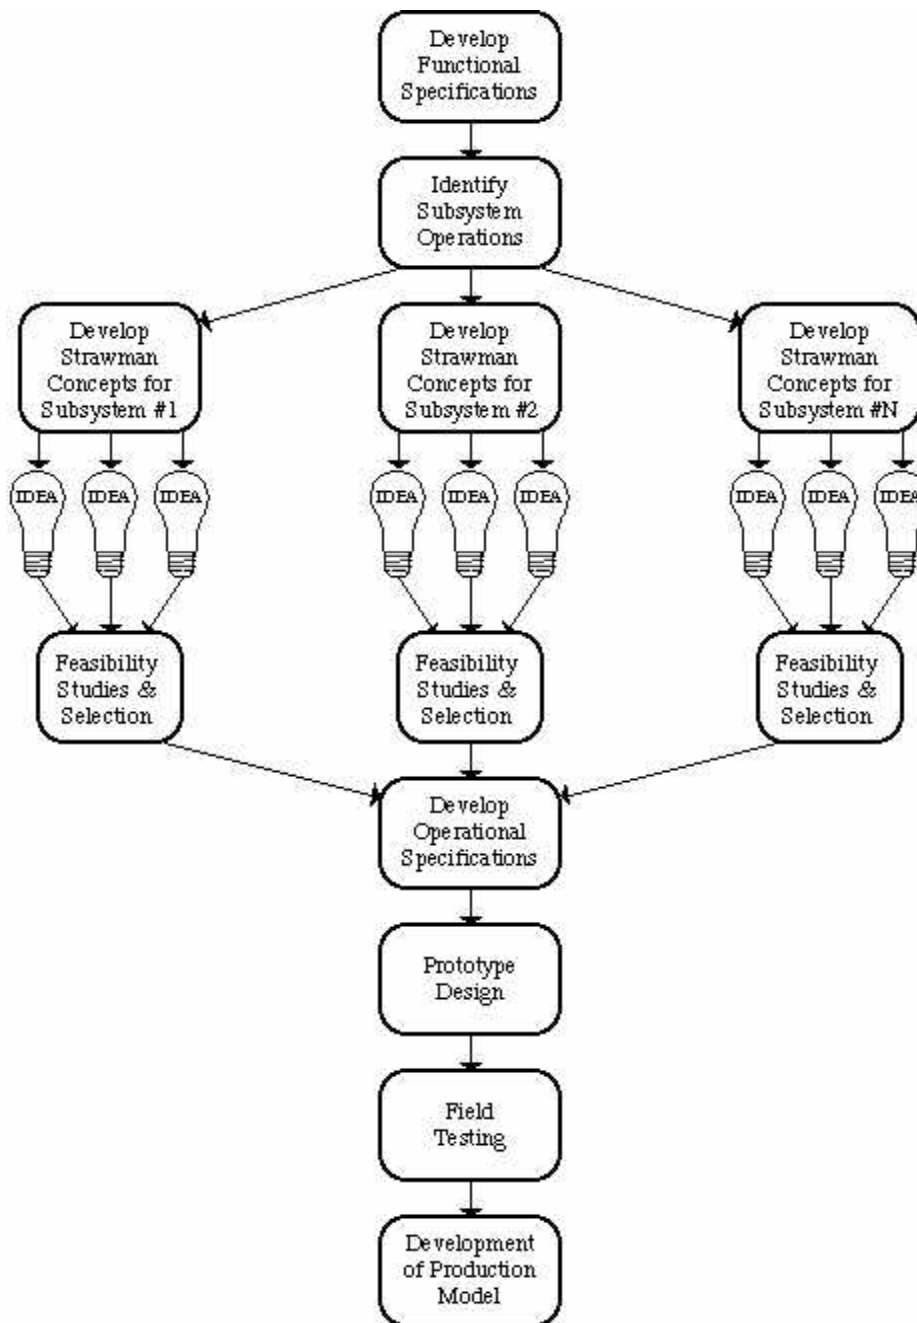 Develop
Functional
Specifications
Identify
Subsystem
Operations
Develop
Strawman
Concepts for
Subsystem #1
Develop
Strawman
Concepts for
Subsystem #2
Develop
Strawman
Concepts for
Subsystem #N
IDEA
IDEA
IDEA
IDEA
IDEA
IDEA
IDEA
IDEA
IDEA
Feasibility
Studies &
Selection
Feasibility
Studies &
Selection
Feasibility
Studies &
Selection
Develop
Operational
Specifications
Prototype
Design
Field
Testing
Development
of Production
Model